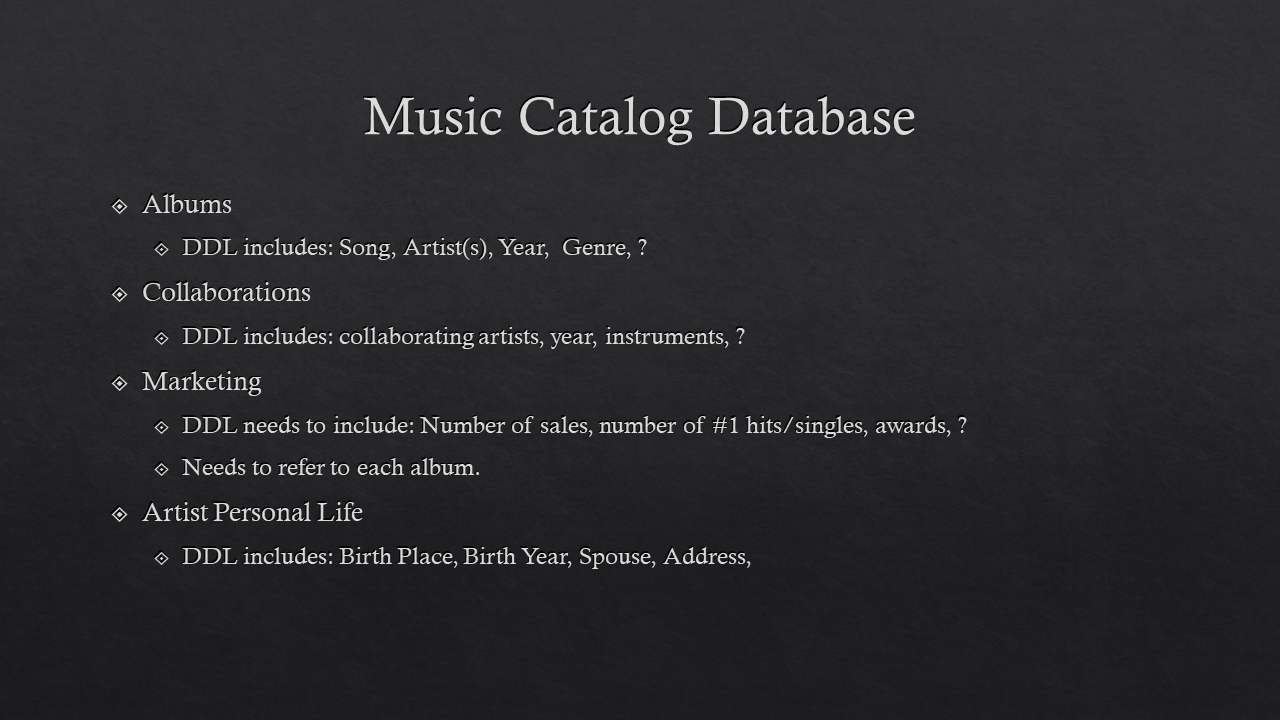 Music Catalog Database
Albums
DDL includes: Song, Artist(s), Year,  Genre, ?
Collaborations
DDL includes: collaborating artists, year, instruments, ?
Marketing
DDL needs to include: Number of sales, number of #1 hits/singles, awards, ?
Needs to refer to each album.
Artist Personal Life
DDL includes: Birth Place, Birth Year, Spouse, Address,